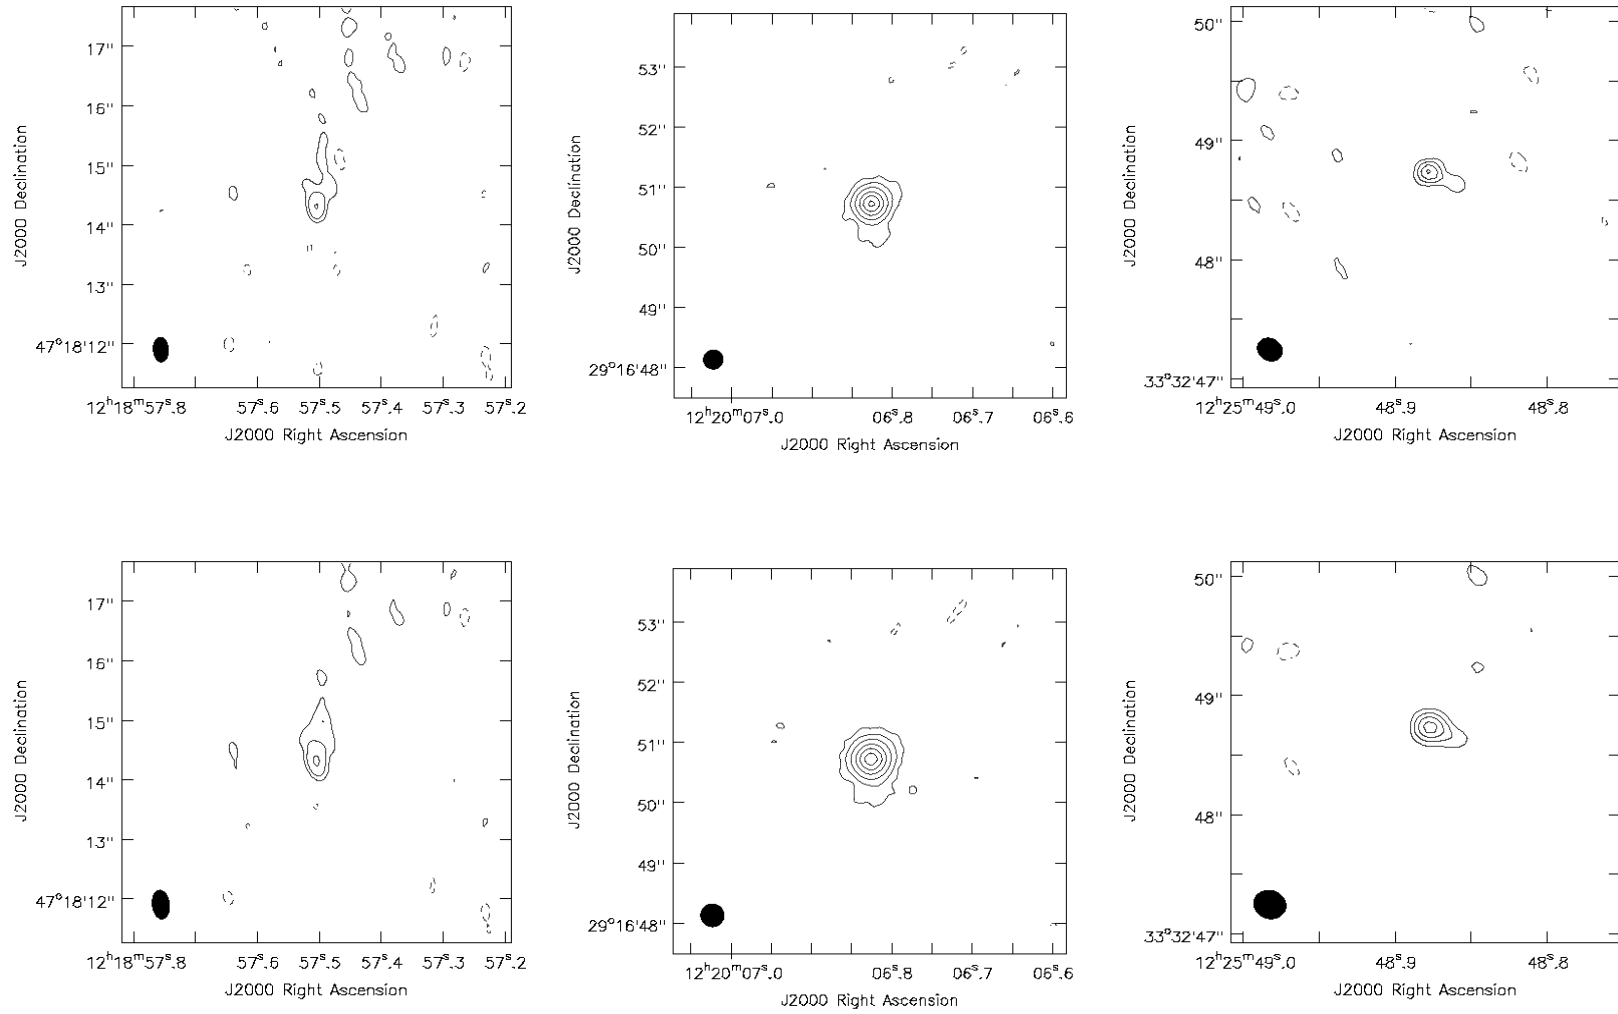 17"
16"
15"
14"
13"
47°18'12"
12ʰ18ᵐ57ˢ.8
57ˢ.6
57ˢ.5
57ˢ.4
57ˢ.3
57ˢ.2
J2000 Right Ascension
J2000 Declination
53"
52"
51"
50"
49"
29°16'48"
12ʰ20ᵐ07ˢ.0
06ˢ.8
06ˢ.7
06ˢ.6
J2000 Right Ascension
J2000 Declination
50"
49"
48"
33°32'47"
12ʰ25ᵐ49ˢ.0
48ˢ.9
48ˢ.8
J2000 Right Ascension
J2000 Declination
17"
16"
15"
14"
13"
47°18'12"
12ʰ18ᵐ57ˢ.8
57ˢ.6
57ˢ.5
57ˢ.4
57ˢ.3
57ˢ.2
J2000 Right Ascension
J2000 Declination
53"
52"
51"
50"
49"
29°16'48"
12ʰ20ᵐ07ˢ.0
06ˢ.8
06ˢ.7
06ˢ.6
J2000 Right Ascension
J2000 Declination
50"
49"
48"
33°32'47"
12ʰ25ᵐ49ˢ.0
48ˢ.9
48ˢ.8
J2000 Right Ascension
J2000 Declination